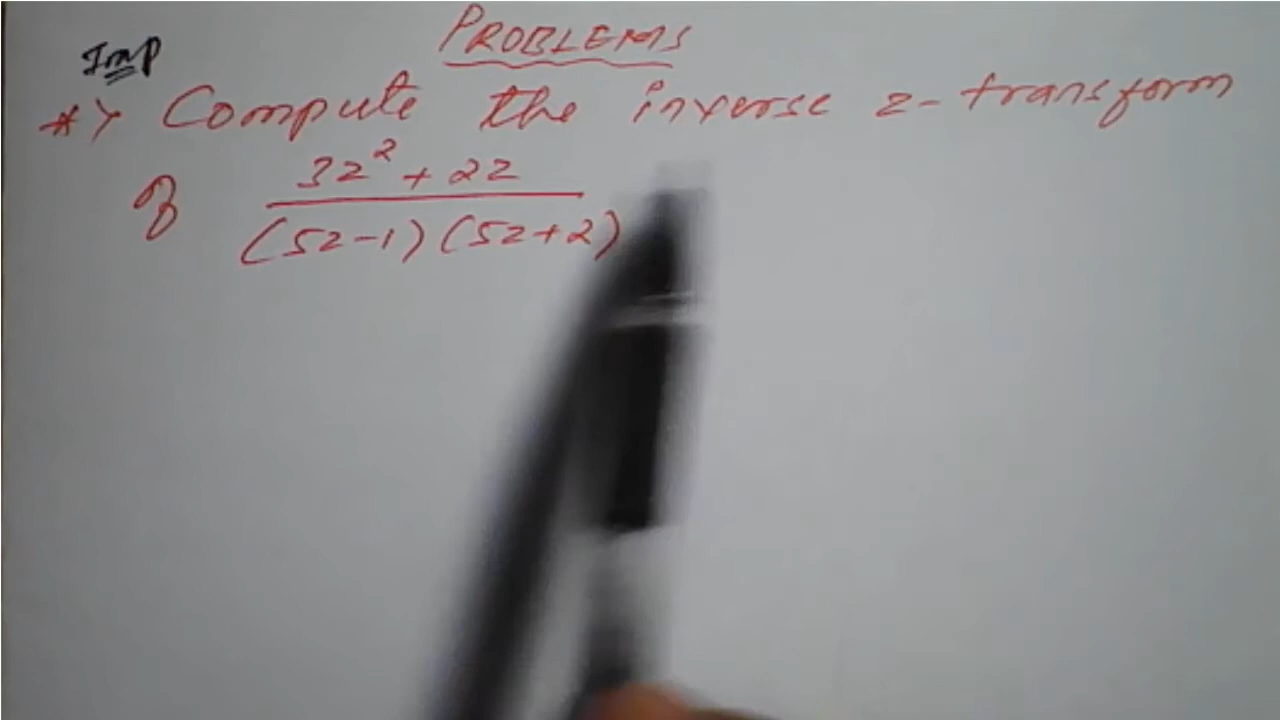 PROBLEMS
Imp
*> Compute the inverse z-transform
of 3z² + 2z
(5z-1) (5z+2)